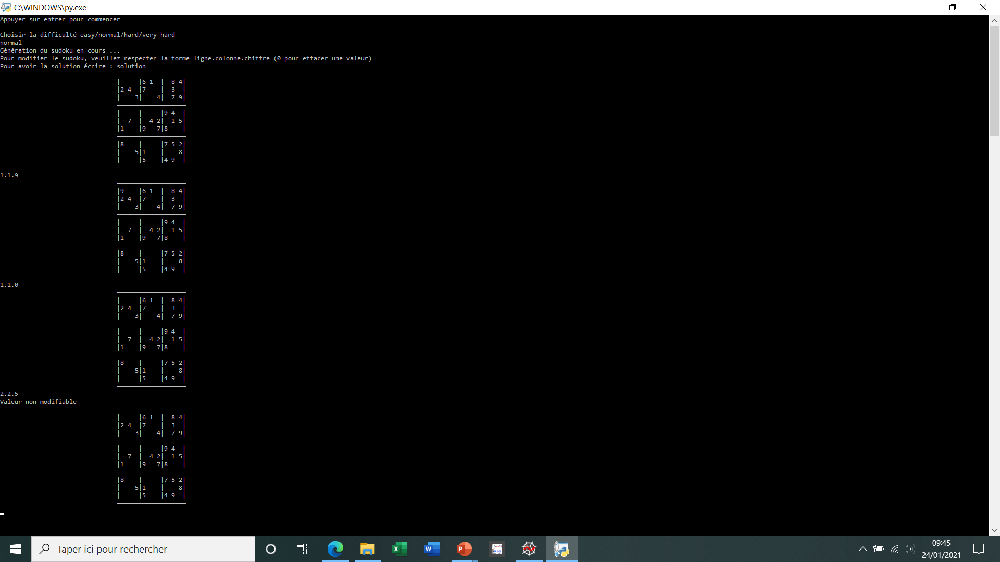 C:\WINDOWS\py.exe
Appuyer sur entrer pour commencer
Choisir la difficulté easy/normal/hard/very hard
normal
Génération du sudoku en cours ...
Pour modifier le sudoku, veuillez respecter la forme ligne.colonne.chiffre (0 pour effacer une valeur)
Pour avoir la solution écrire : solution
|     |6 1  |  8 4|
|2 4  |7    |  3  |
|    3|    4|  7 9|
|     |     |9 4  |
|  7  |  4 2|  1 5|
|1    |9   7|8    |
|8    |     |7 5 2|
|    5|1    |    8|
|     |5    |4 9  |
1.1.9
|9    |6 1  |  8 4|
|2 4  |7    |  3  |
|    3|    4|  7 9|
|     |     |9 4  |
|  7  |  4 2|  1 5|
|1    |9   7|8    |
|8    |     |7 5 2|
|    5|1    |    8|
|     |5    |4 9  |
1.1.0
|     |6 1  |  8 4|
|2 4  |7    |  3  |
|    3|    4|  7 9|
|     |     |9 4  |
|  7  |  4 2|  1 5|
|1    |9   7|8    |
|8    |     |7 5 2|
|    5|1    |    8|
|     |5    |4 9  |
2.2.5
Valeur non modifiable
|     |6 1  |  8 4|
|2 4  |7    |  3  |
|    3|    4|  7 9|
|     |     |9 4  |
|  7  |  4 2|  1 5|
|1    |9   7|8    |
|8    |     |7 5 2|
|    5|1    |    8|
|     |5    |4 9  |
Taper ici pour rechercher
09:45
24/01/2021